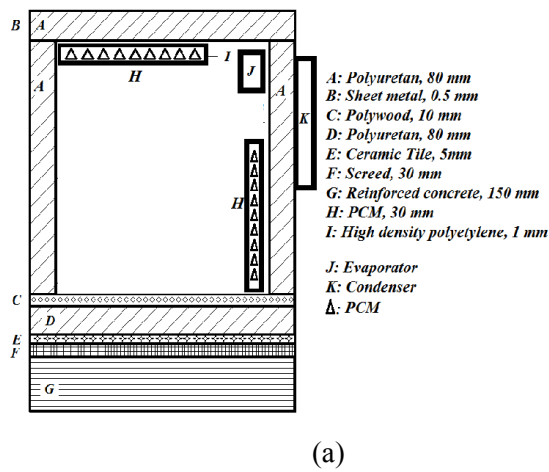 B
A
A
H
I
J
A
K
H
C
D
E
F
G
A: Polyuretan, 80 mm
B: Sheet metal, 0.5 mm
C: Polywood, 10 mm
D: Polyuretan, 80 mm
E: Ceramic Tile, 5mm
F: Screed, 30 mm
G: Reinforced concrete, 150 mm
H: PCM, 30 mm
I: High density polyetylene, 1 mm
J: Evaporator
K: Condenser
Δ: PCM
(a)